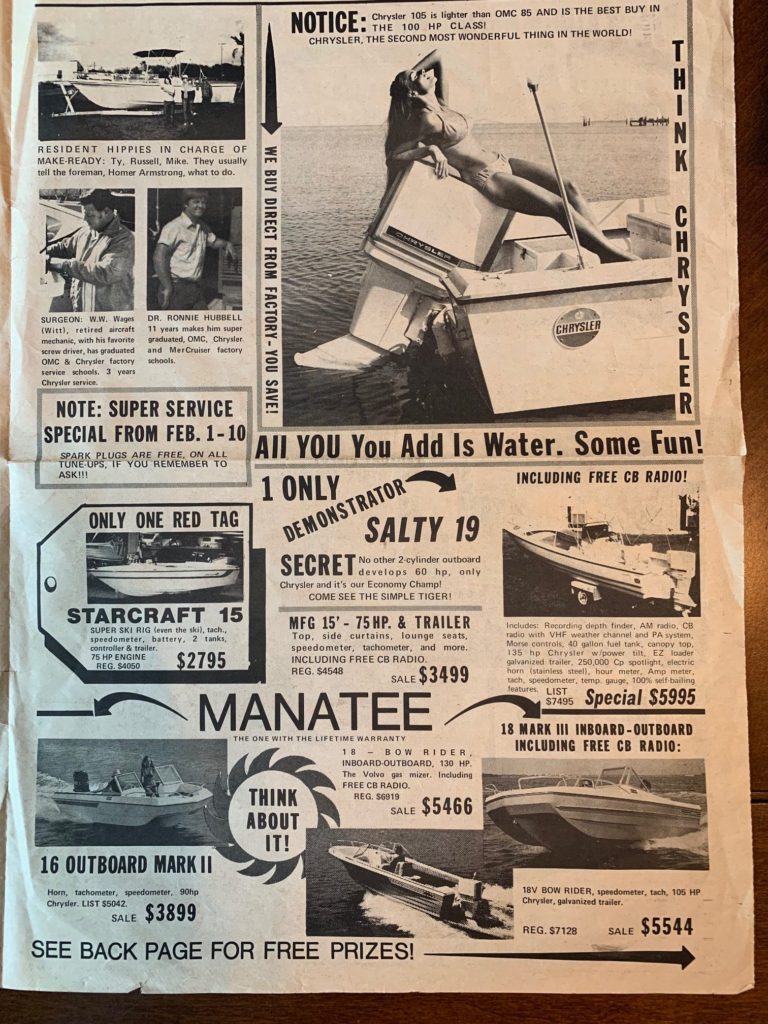 NOTICE: Chrysler 105 is lighter than OMC 85 AND IS THE BEST BUY IN
THE 100 HP CLASS!
CHRYSLER, THE SECOND MOST WONDERFUL THING IN THE WORLD!
RESIDENT HIPPIES IN CHARGE OF
MAKE-READY: Ty, Russell, Mike. They usually
tell the foreman, Homer Armstrong, what to do.
SURGEON: W.W. Wages
(Witt), retired aircraft
mechanic, with his favorite
screw driver, has graduated
OMC & Chrysler factory
service schools. 3 years
Chrysler service.
DR. RONNIE HUBBELL
11 years makes him super
graduated, OMC, Chrysler
and MerCruiser factory
schools.
WE BUY DIRECT FROM FACTORY - YOU SAVE!
CHRYSLER
CHRYSLER
THINK CHRYSLER
NOTE: SUPER SERVICE
SPECIAL FROM FEB. 1-10
SPARK PLUGS ARE FREE, ON ALL
TUNE-UPS, IF YOU REMEMBER TO
ASK!!!
All YOU You Add Is Water. Some Fun!
ONLY ONE RED TAG
STARCRAFT 15
SUPER SKI RIG (even the ski), tach.,
speedometer, battery, 2 tanks,
controller & trailer.
75 HP ENGINE
REG. $4050
$2795
1 ONLY
DEMONSTRATOR
SALTY 19
SECRET No other 2-cylinder outboard
develops 60 hp, only
Chrysler and it's our Economy Champ!
COME SEE THE SIMPLE TIGER!
MFG 15' - 75HP. & TRAILER
Top, side curtains, lounge seats,
speedometer, tachometer, and more.
INCLUDING FREE CB RADIO.
REG. $4548
SALE $3499
INCLUDING FREE CB RADIO!
Includes: Recording depth finder, AM radio, CB
radio with VHF weather channel and PA system,
Morse controls, 40 gallon fuel tank, canopy top,
135 hp Chrysler w/power tilt, EZ loader
galvanized trailer, 250,000 Cp spotlight, electric
horn (stainless steel), hour meter, Amp meter,
tach, speedometer, temp. gauge, 100% self-bailing
features.
LIST
$7495
Special $5995
MANATEE
THE ONE WITH THE LIFETIME WARRANTY
16 OUTBOARD MARK II
Horn, tachometer, speedometer, 90hp
Chrysler. LIST $5042.
SALE $3899
THINK
ABOUT
IT!
18 – BOW RIDER,
INBOARD-OUTBOARD, 130 HP.
The Volvo gas mizer. Including
FREE CB RADIO.
REG. $6919
SALE $5466
18 MARK III INBOARD-OUTBOARD
INCLUDING FREE CB RADIO:
18V BOW RIDER, speedometer, tach, 105 HP
Chrysler, galvanized trailer.
REG. $7128
SALE $5544
SEE BACK PAGE FOR FREE PRIZES!